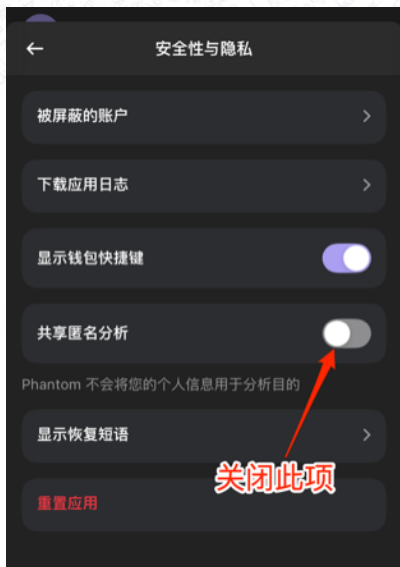 安全性与隐私
被屏蔽的账户
下载应用日志
显示钱包快捷键
共享匿名分析
Phantom 不会将您的个人信息用于分析目的
显示恢复短语
关闭此项
重置应用